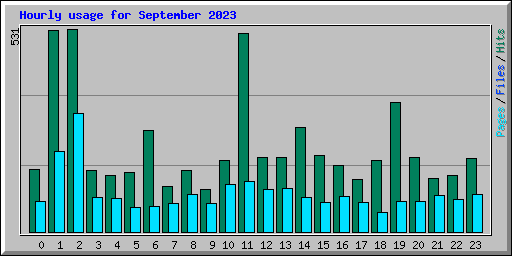 Hourly usage for September 2023
531
Pages/Files/Hits
0 1 2 3 4 5 6 7 8 9 10 11 12 13 14 15 16 17 18 19 20 21 22 23